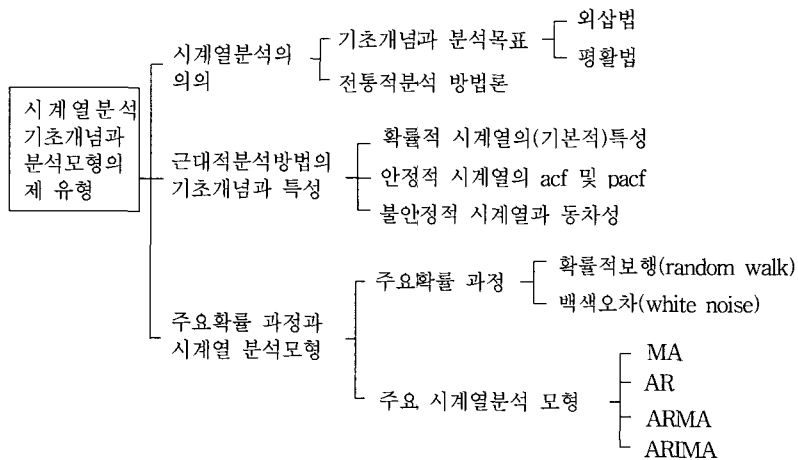 시계열분석
기초개념과
분석모형의
제 유형
시계열분석의
의의
기초개념과 분석목표
외삽법
평활법
전통적분석 방법론
근대적분석방법의
기초개념과 특성
확률적 시계열의(기본적)특성
안정적 시계열의 acf 및 pacf
불안정적 시계열과 동차성
주요확률 과정과
시계열 분석모형
주요확률 과정
확률적보행(random walk)
백색오차(white noise)
주요 시계열분석 모형
MA
AR
ARMA
ARIMA